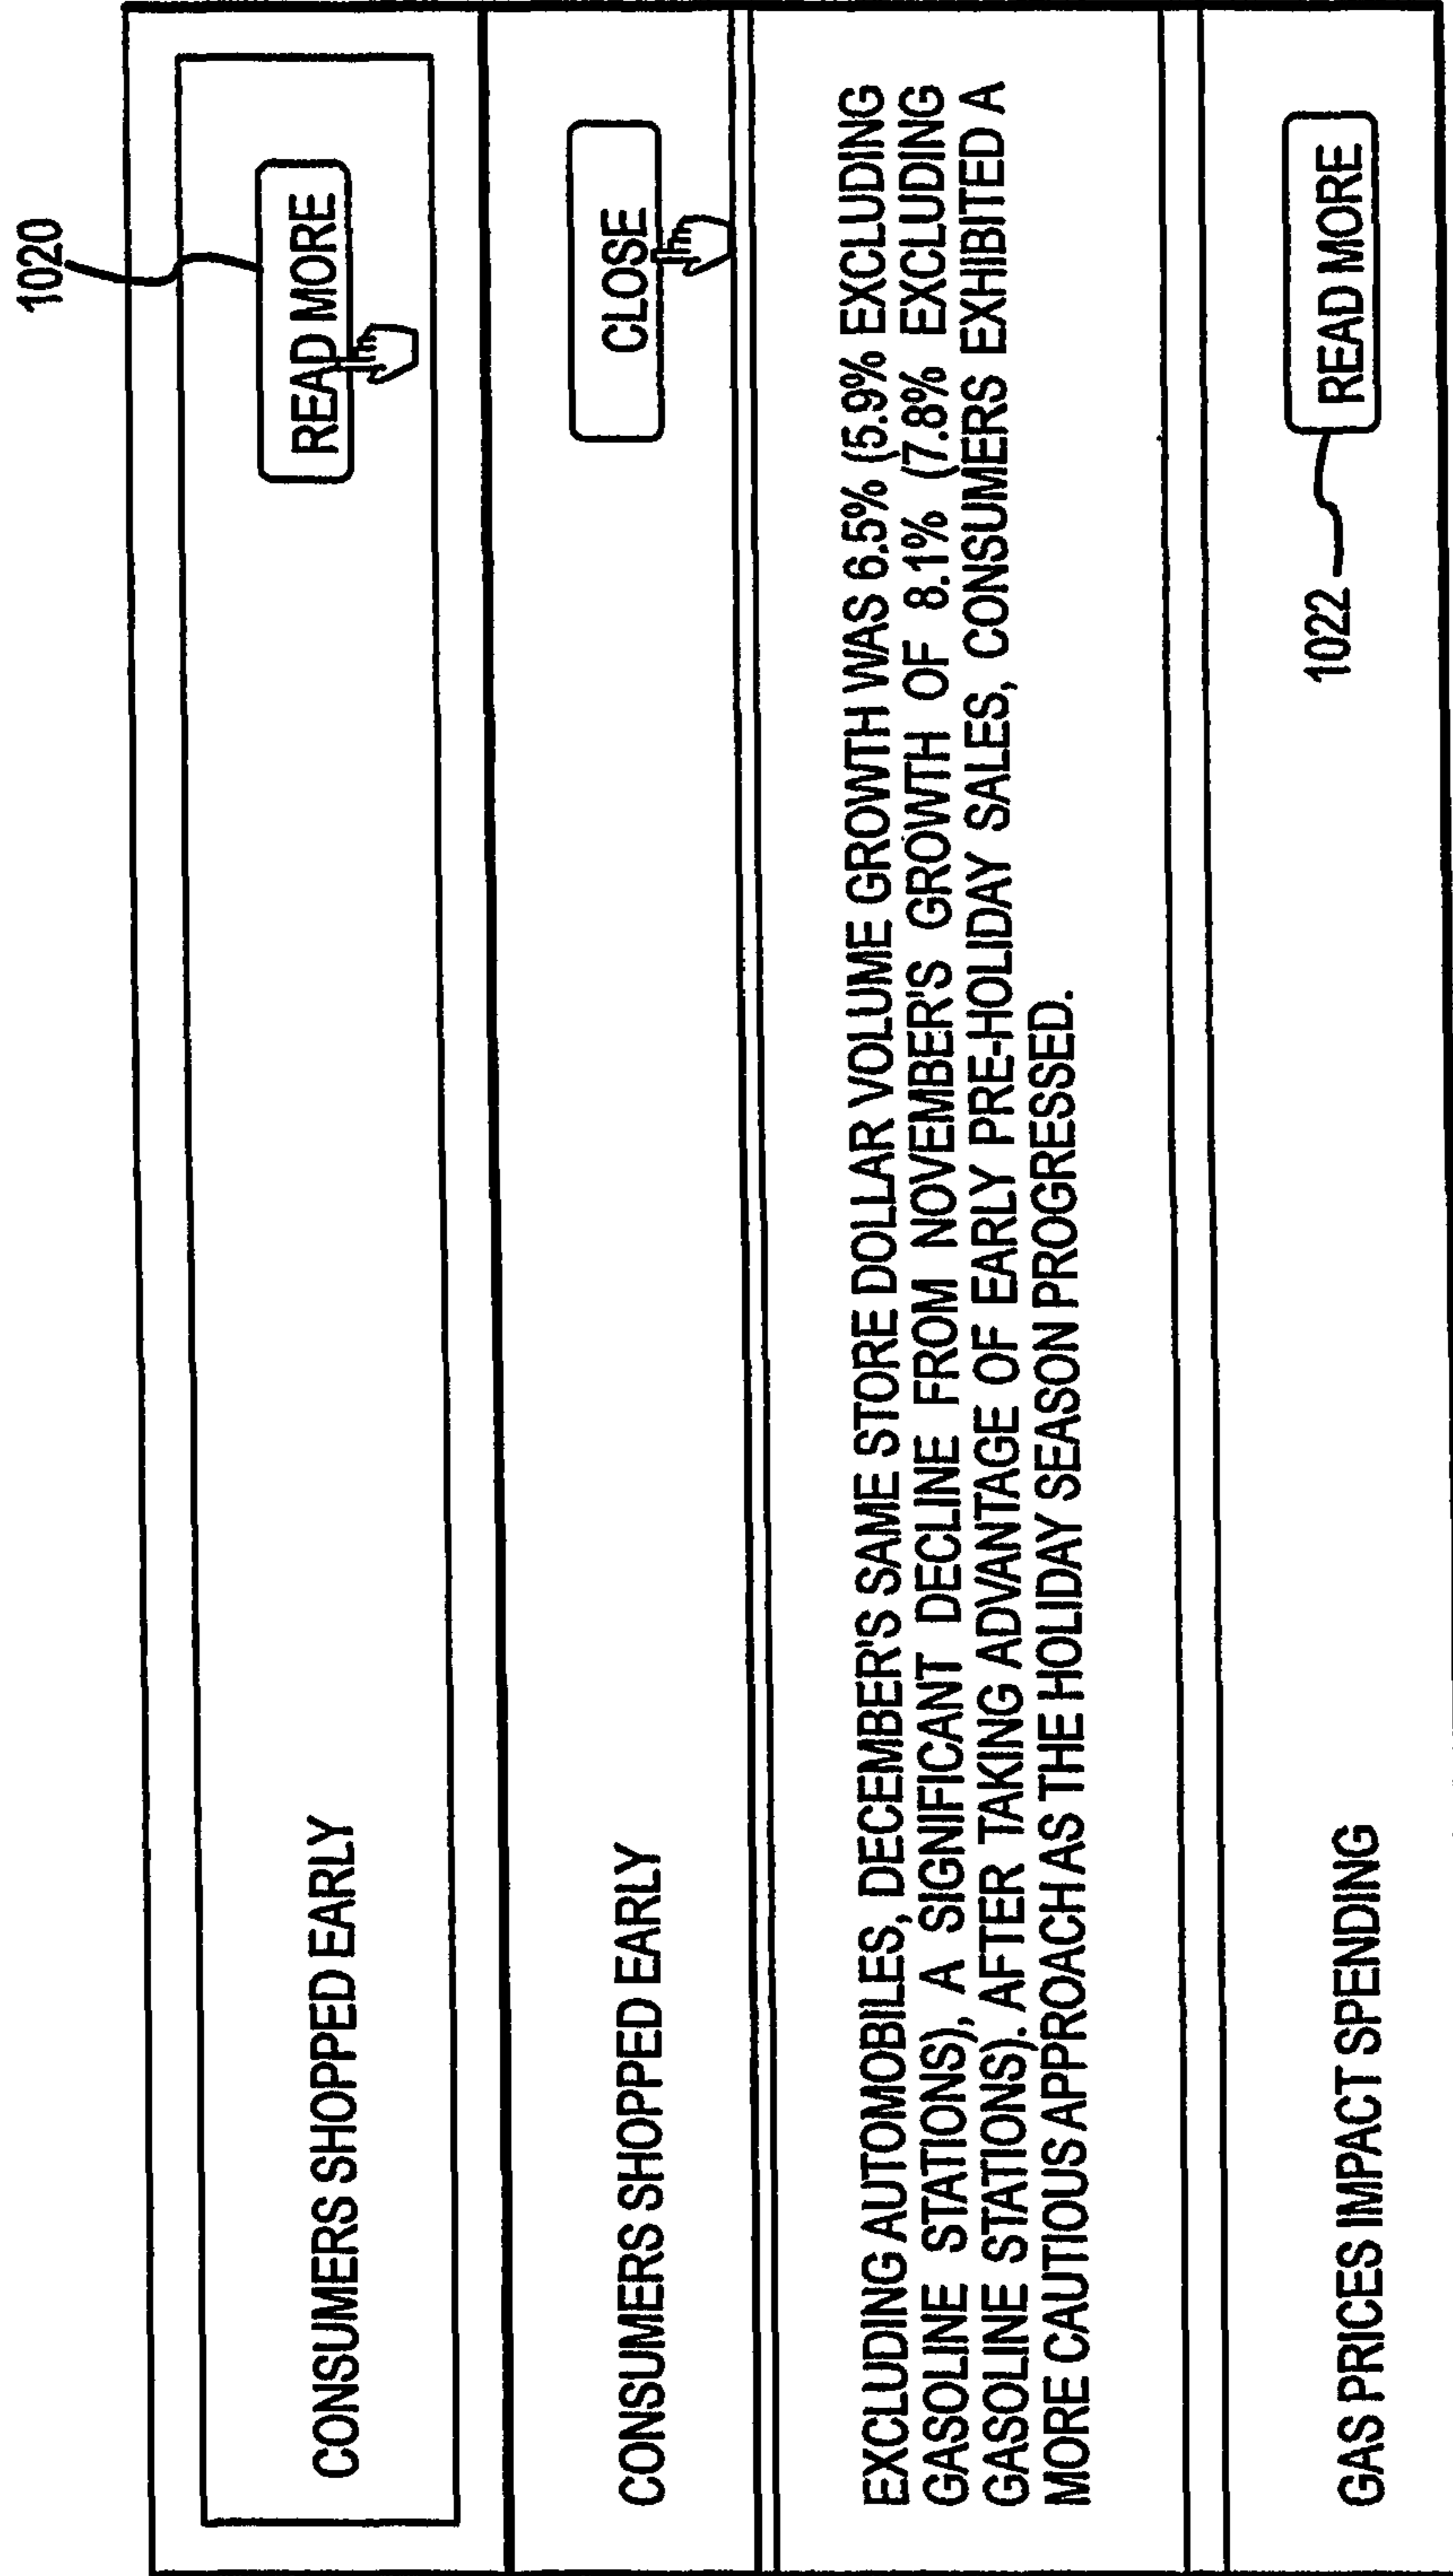 1020
CONSUMERS SHOPPED EARLY
READ MORE
CONSUMERS SHOPPED EARLY
CLOSE
EXCLUDING AUTOMOBILES, DECEMBER'S SAME STORE DOLLAR VOLUME GROWTH WAS 6.5% (5.9% EXCLUDING
GASOLINE STATIONS), A SIGNIFICANT DECLINE FROM NOVEMBER'S GROWTH OF 8.1% (7.8% EXCLUDING
GASOLINE STATIONS). AFTER TAKING ADVANTAGE OF EARLY PRE-HOLIDAY SALES, CONSUMERS EXHIBITED A
MORE CAUTIOUS APPROACH AS THE HOLIDAY SEASON PROGRESSED.
GAS PRICES IMPACT SPENDING
1022
READ MORE